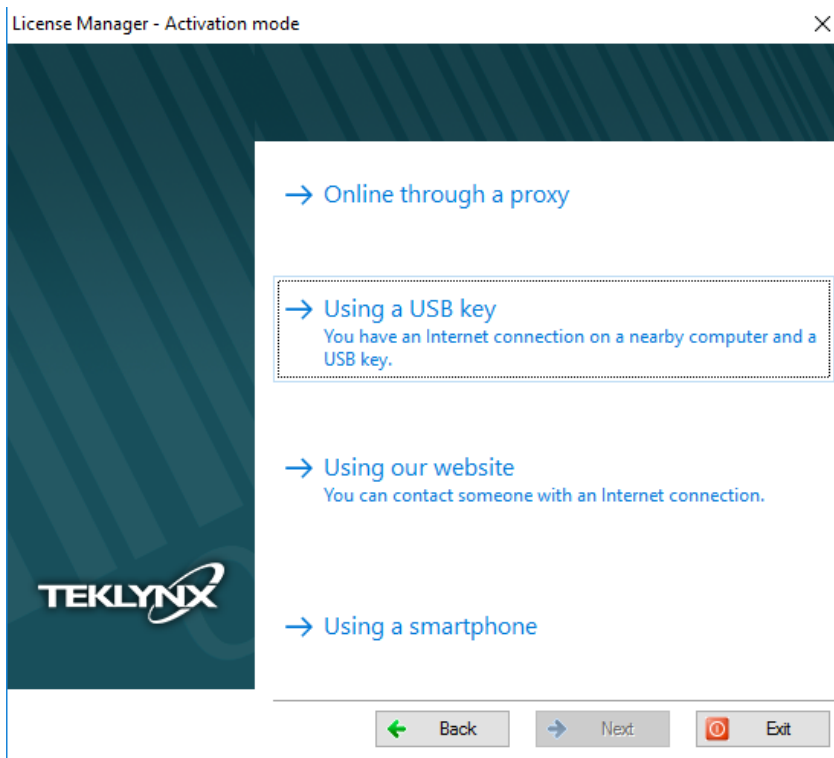 License Manager - Activation mode
Online through a proxy
Using a USB key
You have an Internet connection on a nearby computer and a
USB key.
Using our website
You can contact someone with an Internet connection.
TEKLYNX
Using a smartphone
Back
Next
Exit